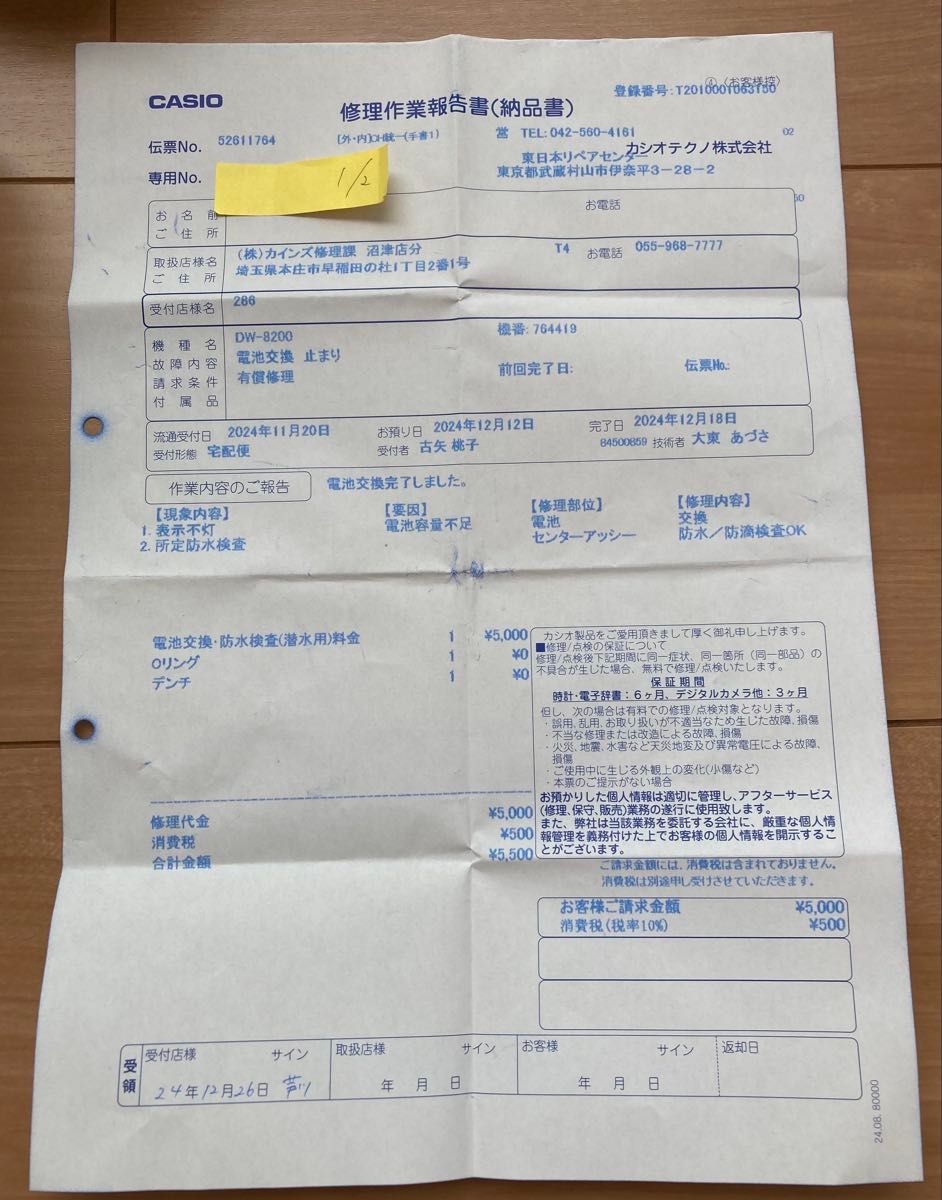 ④（お客様控）
登録番号:T2010001063150
CASIO
修理作業報告書(納品書)
伝票No. 52611764
[外・内]CH統一(手書1)
営 TEL:042-560-4161
02
カシオテクノ株式会社
東日本リペアセンター
東京都武蔵村山市伊奈平3-28-2
専用No.
1/2
50
お名前
ご住所
お電話
取扱店様名
ご住所
(株)カインズ修理課 沼津店分
埼玉県本庄市早稲田の杜1丁目2番1号
T4 お電話 055-968-7777
受付店様名 286
機種名 DW-8200 機番:764419
故障内容 電池交換 止まり
請求条件 有償修理 前回完了日: 伝票No.:
付属品
流通受付日 2024年11月20日 お預り日 2024年12月12日 完了日 2024年12月18日
受付形態 宅配便 受付者 古矢 桃子 84500859 技術者 大東 あづさ
作業内容のご報告 電池交換完了しました。
【現象内容】 【要因】 【修理部位】 【修理内容】
1. 表示不灯 電池容量不足 電池 交換
2. 所定防水検査 センターアッシー 防水／防滴検査OK
電池交換・防水検査(潜水用)料金 1 ¥5,000
Oリング 1 ¥0
デンチ 1 ¥0
カシオ製品をご愛用頂きまして厚く御礼申し上げます。
■修理/点検の保証について
修理/点検後下記期間に同一症状、同一箇所（同一部品）の
不具合が生じた場合、無料で修理/点検いたします。
保証期間
時計・電子辞書：6ヶ月、デジタルカメラ他：3ヶ月
但し、次の場合は有料での修理/点検対象となります。
・誤用、乱用、お取り扱いが不適当なため生じた故障、損傷
・不当な修理または改造による故障、損傷
・火災、地震、水害など天災地変及び異常電圧による故障、
損傷
・ご使用中に生じる外観上の変化(小傷など)
・本票のご提示がない場合
お預かりした個人情報は適切に管理し、アフターサービス
(修理、保守、販売)業務の遂行に使用致します。
また、弊社は当該業務を委託する会社に、厳重な個人情
報管理を義務付けた上でお客様の個人情報を開示するこ
とがございます。
修理代金 ¥5,000
消費税 ¥500
合計金額 ¥5,500
ご請求金額には、消費税は含まれておりません。
消費税は別途申し受けさせていただきます。
お客様ご請求金額 ¥5,000
消費税(税率10%) ¥500
受領
受付店様 サイン 取扱店様 サイン お客様 サイン 返却日
24年12月26日 芦川 年 月 日 年 月 日
24.08. 80000